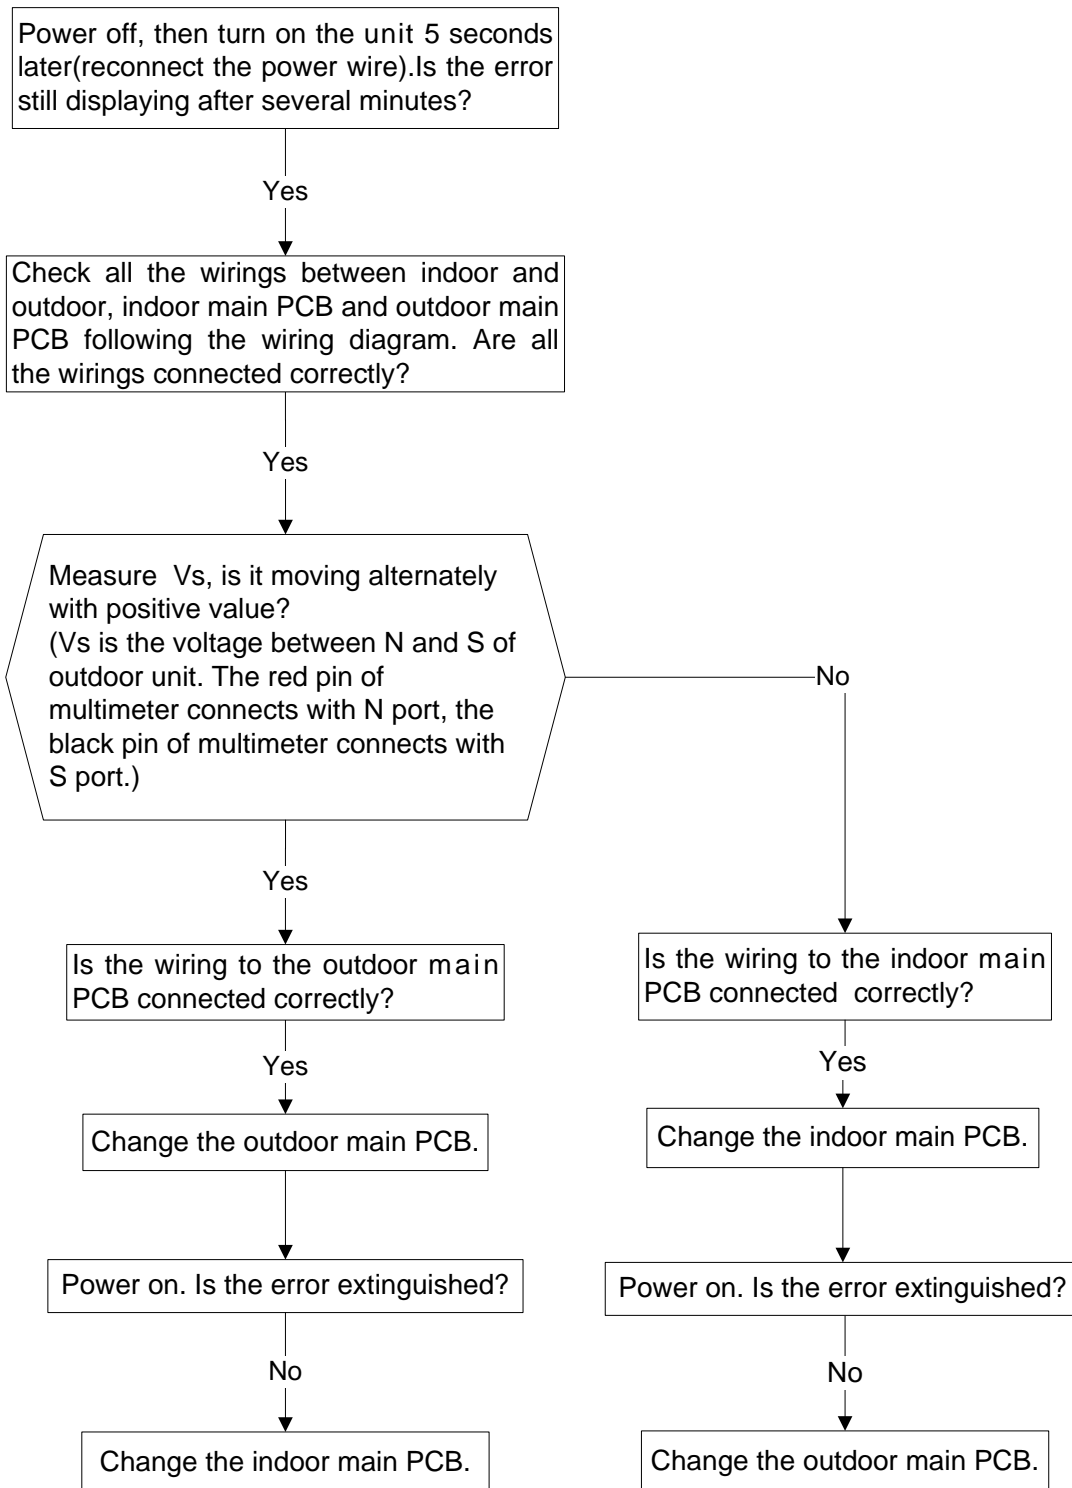 Power off, then turn on the unit 5 seconds
later(reconnect the power wire).Is the error
still displaying after several minutes?
Yes
Check all the wirings between indoor and
outdoor, indoor main PCB and outdoor main
PCB following the wiring diagram. Are all
the wirings connected correctly?
Yes
Measure Vs, is it moving alternately
with positive value?
(Vs is the voltage between N and S of
outdoor unit. The red pin of
multimeter connects with N port, the
black pin of multimeter connects with
S port.)
No
Yes
Is the wiring to the outdoor main
PCB connected correctly?
Yes
Change the outdoor main PCB.
Power on. Is the error extinguished?
No
Change the indoor main PCB.
Is the wiring to the indoor main
PCB connected correctly?
Yes
Change the indoor main PCB.
Power on. Is the error extinguished?
No
Change the outdoor main PCB.